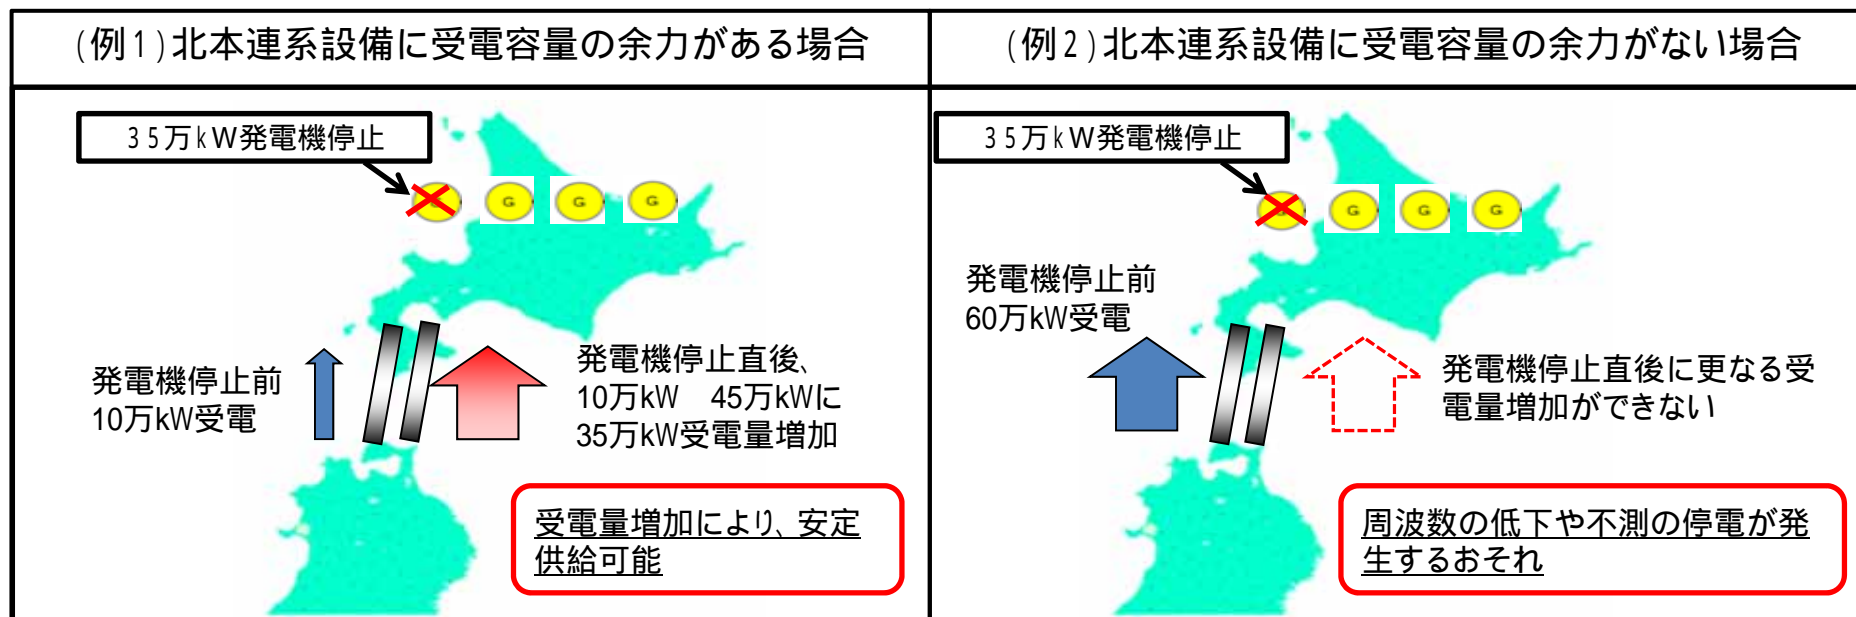 (例1)北本連系設備に受電容量の余力がある場合
35万kW発電機停止
G
G
G
発電機停止前
10万kW受電
発電機停止直後、
10万kW　45万kWに
35万kW受電量増加
受電量増加により、安定
供給可能
(例2)北本連系設備に受電容量の余力がない場合
35万kW発電機停止
G
G
G
発電機停止前
60万kW受電
発電機停止直後に更なる受
電量増加ができない
周波数の低下や不測の停電が発
生するおそれ